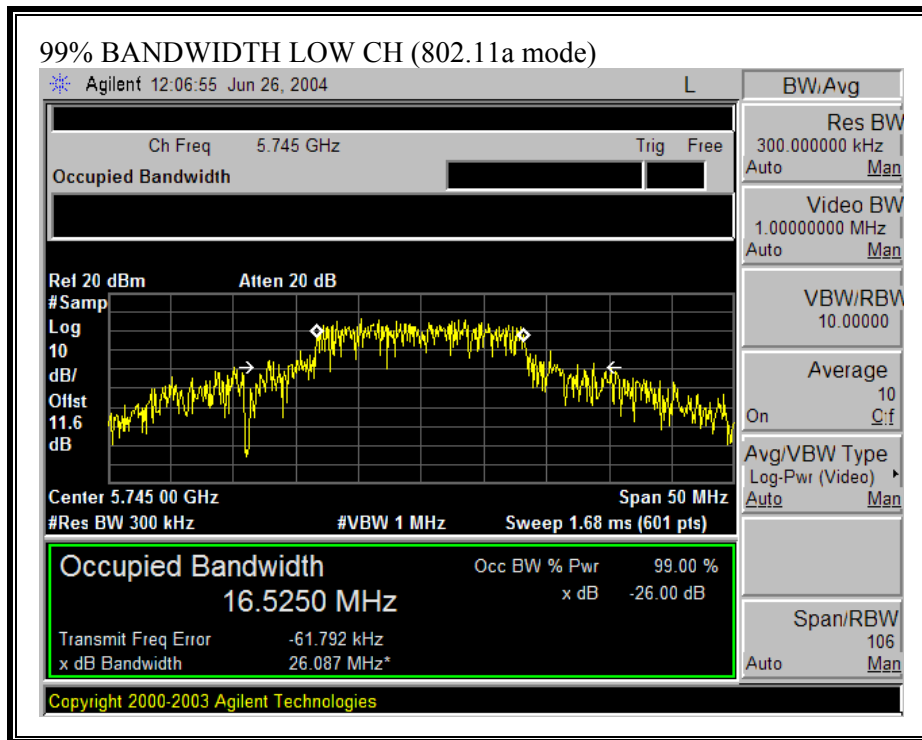 99% BANDWIDTH LOW CH (802.11a mode)
Agilent 12:06:55 Jun 26, 2004 L
BW/Avg
Ch Freq 5.745 GHz Trig Free
Occupied Bandwidth
Res BW
300.000000 kHz
Auto Man
Video BW
1.00000000 MHz
Auto Man
VBW/RBW
10.00000
Average
10
On Off
Avg/VBW Type
Log-Pwr (Video)
Auto Man
Span/RBW
106
Auto Man
Ref 20 dBm Atten 20 dB
#Samp
Log
10
dB/
Offst
11.6
dB
Center 5.745 00 GHz Span 50 MHz
#Res BW 300 kHz #VBW 1 MHz Sweep 1.68 ms (601 pts)
Occupied Bandwidth
16.5250 MHz
Occ BW % Pwr 99.00 %
x dB -26.00 dB
Transmit Freq Error -61.792 kHz
x dB Bandwidth 26.087 MHz*
Copyright 2000-2003 Agilent Technologies